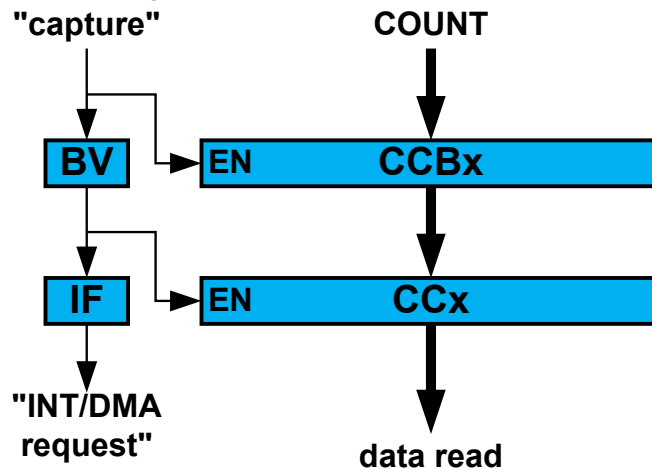 "capture"
COUNT
BV
EN
CCBx
IF
EN
CCx
"INT/DMA
request"
data read